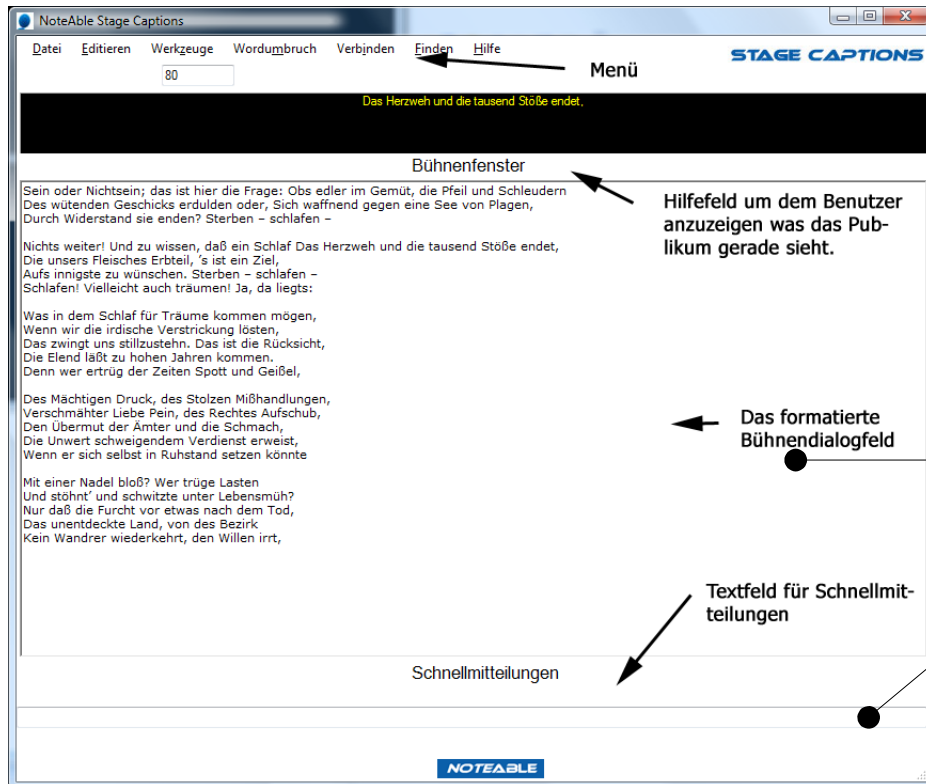 NoteAble Stage Captions
Datei Editieren Werkzeuge Wordumbruch Verbinden Finden Hilfe
80
Menü
STAGE CAPTIONS
Das Herzweh und die tausend Stöße endet,
Bühnenfenster
Hilfefeld um dem Benutzer
anzuzeigen was das Pub-
likum gerade sieht.
Sein oder Nichtsein; das ist hier die Frage: Obs edler im Gemüt, die Pfeil und Schleudern
Des wütenden Geschicks erdulden oder, Sich waffnend gegen eine See von Plagen,
Durch Widerstand sie enden? Sterben – schlafen –
Nichts weiter! Und zu wissen, daß ein Schlaf Das Herzweh und die tausend Stöße endet,
Die unsers Fleisches Erbteil, ’s ist ein Ziel,
Aufs innigste zu wünschen. Sterben – schlafen –
Schlafen! Vielleicht auch träumen! Ja, da liegts:
Was in dem Schlaf für Träume kommen mögen,
Wenn wir die irdische Verstrickung lösten,
Das zwingt uns stillzustehn. Das ist die Rücksicht,
Die Elend läßt zu hohen Jahren kommen.
Denn wer ertrüg der Zeiten Spott und Geißel,
Des Mächtigen Druck, des Stolzen Mißhandlungen,
Verschmähter Liebe Pein, des Rechtes Aufschub,
Den Übermut der Ämter und die Schmach,
Die Unwert schweigendem Verdienst erweist,
Wenn er sich selbst in Ruhstand setzen könnte
Das formatierte
Bühnendialogfeld
Mit einer Nadel bloß? Wer trüge Lasten
Und stöhnt’ und schwitzte unter Lebensmüh?
Nur daß die Furcht vor etwas nach dem Tod,
Das unentdeckte Land, von des Bezirk
Kein Wandrer wiederkehrt, den Willen irrt,
Textfeld für Schnellmit-
teilungen
Schnellmitteilungen
NOTEABLE